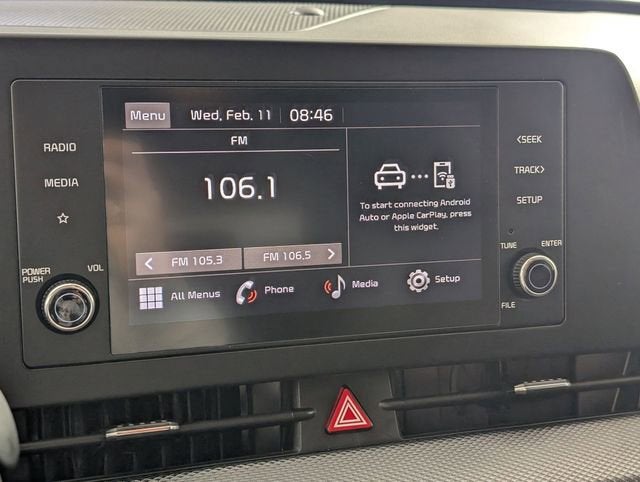 Menu Wed, Feb. 11 08:46
RADIO
MEDIA
POWER PUSH
VOL
FM
106.1
< FM 105.3
FM 106.5 >
To start connecting Android
Auto or Apple CarPlay, press
this widget.
All Menus
Phone
Media
Setup
<SEEK
TRACK>
SETUP
TUNE
ENTER
FILE